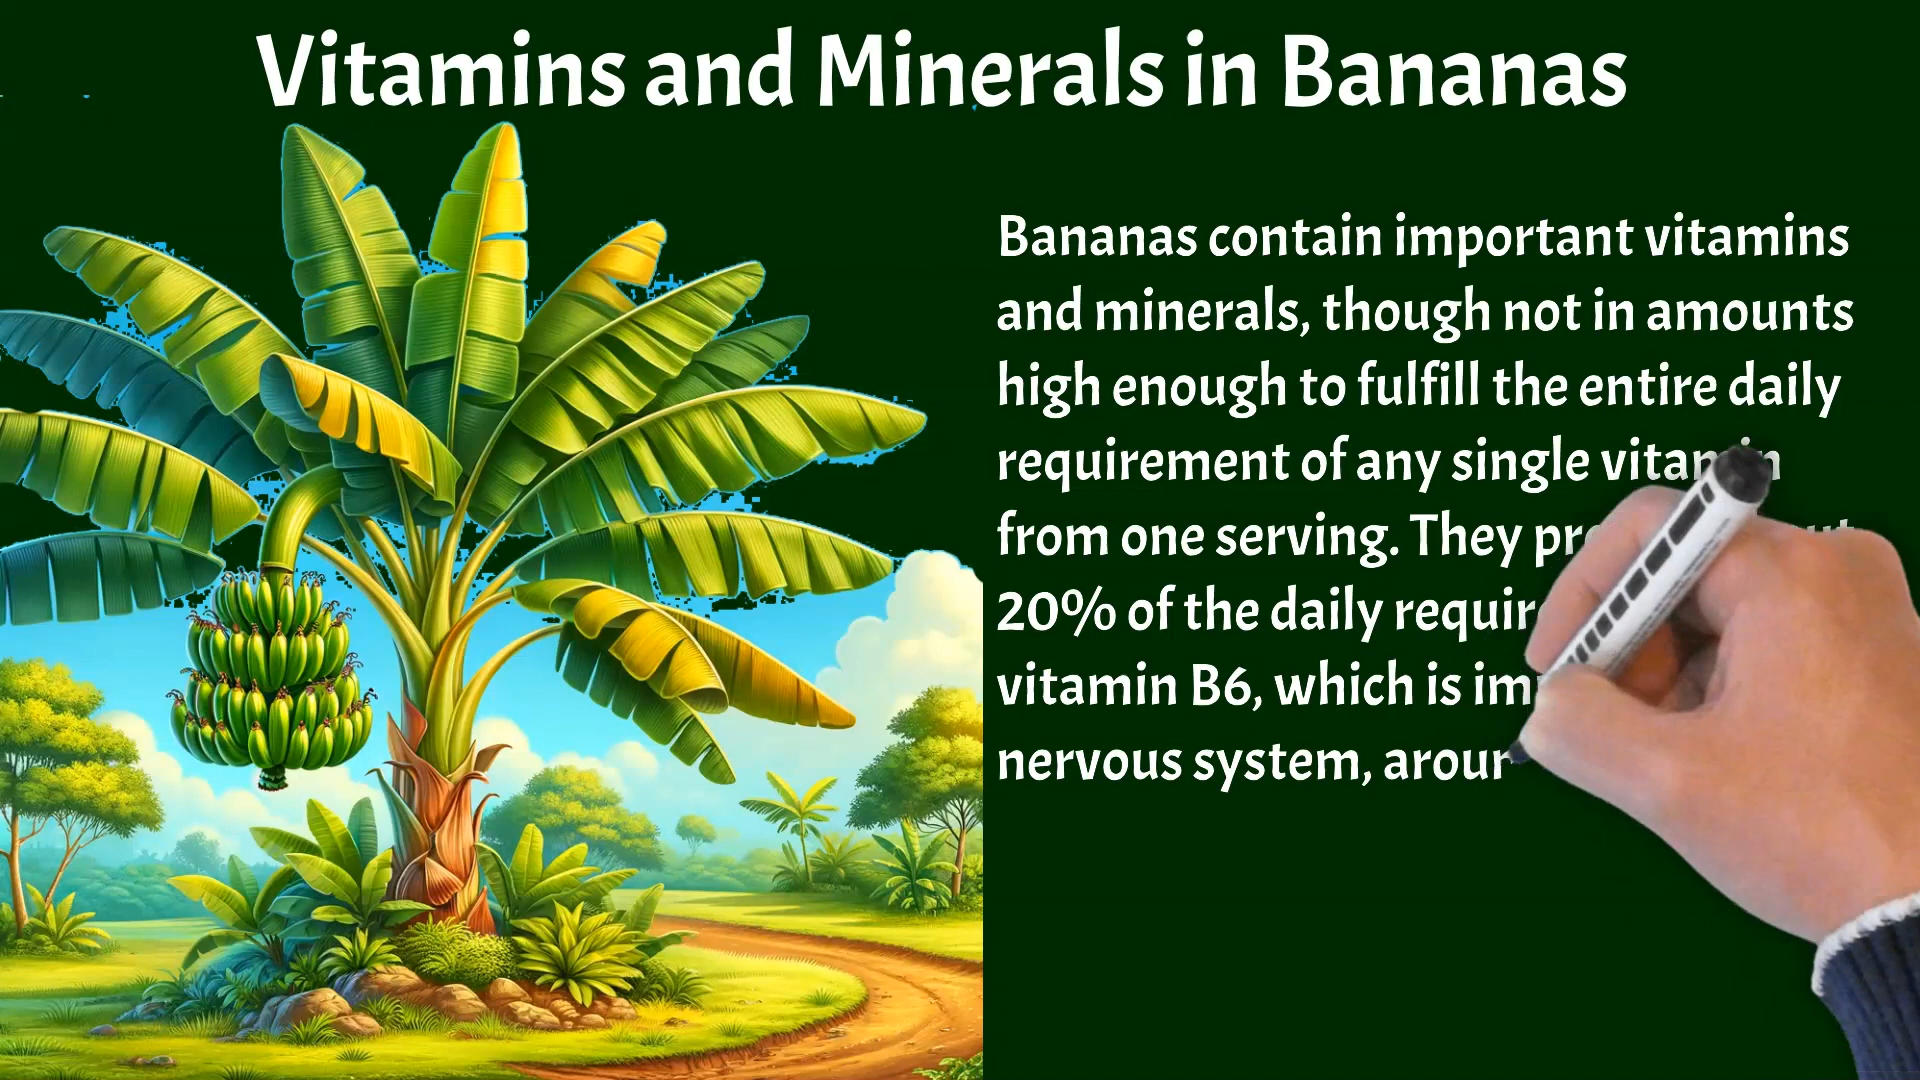 Vitamins and Minerals in Bananas
Bananas contain important vitamins
and minerals, though not in amounts
high enough to fulfill the entire daily
requirement of any single vitamin
from one serving. They
20% of the daily
vitamin B6, which is
nervous system,